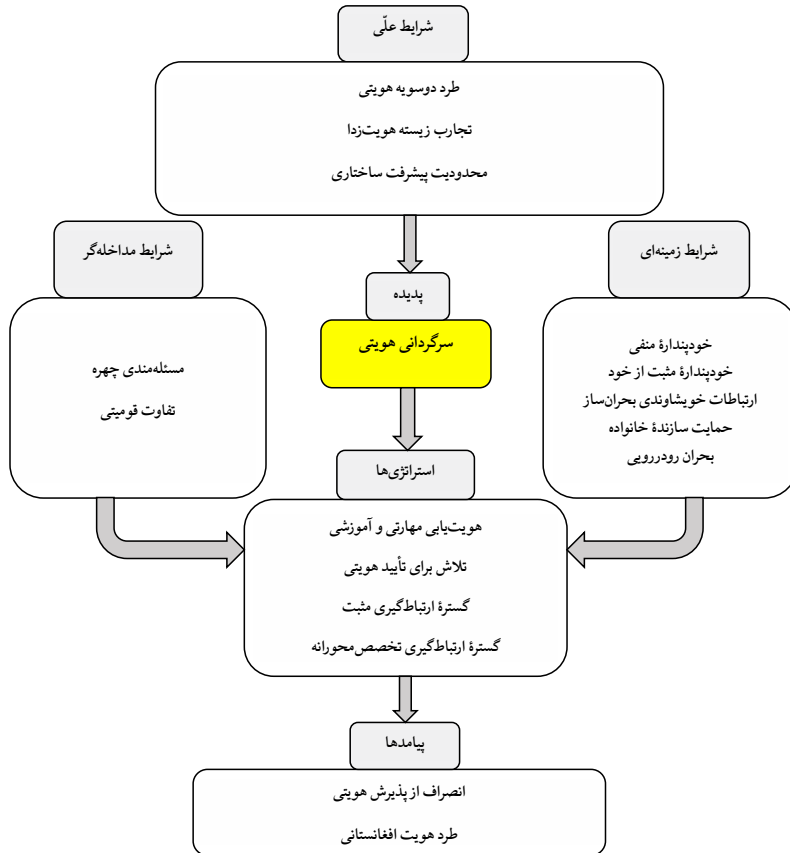 شرایط علّی
طرد دوسویه هویتی
تجارب زیسته هویت‌زدا
محدودیت پیشرفت ساختاری
شرایط زمینه‌ای
خودپندارهٔ منفی
خودپندارهٔ مثبت از خود
ارتباطات خویشاوندی بحران‌ساز
حمایت سازندهٔ خانواده
بحران رودررویی
شرایط مداخله‌گر
مسئله‌مندی چهره
تفاوت قومیتی
پدیده
سرگردانی هویتی
استراتژی‌ها
هویت‌یابی مهارتی و آموزشی
تلاش برای تأیید هویتی
گسترهٔ ارتباط‌گیری مثبت
گسترهٔ ارتباط‌گیری تخصص‌محورانه
پیامدها
انصراف از پذیرش هویتی
طرد هویت افغانستانی